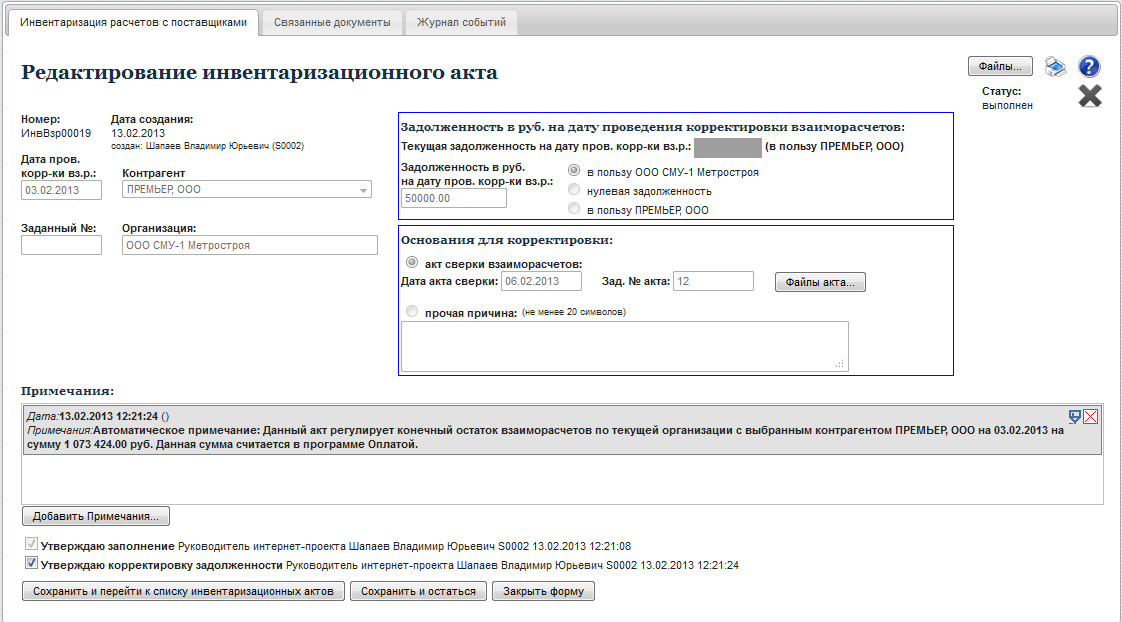 Инвентаризация расчетов с поставщиками
Связанные документы
Журнал событий
Редактирование инвентаризационного акта
Файлы...
Статус:
выполнен
Номер:
ИнвВзр00019
Дата создания:
13.02.2013
создан: Шапаев Владимир Юрьевич (S0002)
Дата пров.
корр-ки вз.р.:
03.02.2013
Контрагент
ПРЕМЬЕР, ООО
Заданный №:
Организация:
ООО СМУ-1 Метростроя
Задолженность в руб. на дату проведения корректировки взаиморасчетов:
Текущая задолженность на дату пров. корр-ки вз.р.: (в пользу ПРЕМЬЕР, ООО)
Задолженность в руб.
на дату пров. корр-ки вз.р.:
50000.00
в пользу ООО СМУ-1 Метростроя
нулевая задолженность
в пользу ПРЕМЬЕР, ООО
Основания для корректировки:
акт сверки взаиморасчетов:
Дата акта сверки: 06.02.2013 Зад. № акта: 12 Файлы акта...
прочая причина: (не менее 20 символов)
Примечания:
Дата:13.02.2013 12:21:24 ()
Примечания:Автоматическое примечание: Данный акт регулирует конечный остаток взаиморасчетов по текущей организации с выбранным контрагентом ПРЕМЬЕР, ООО на 03.02.2013 на
сумму 1 073 424.00 руб. Данная сумма считается в программе Оплатой.
Добавить Примечания...
Утверждаю заполнение Руководитель интернет-проекта Шапаев Владимир Юрьевич S0002 13.02.2013 12:21:08
Утверждаю корректировку задолженности Руководитель интернет-проекта Шапаев Владимир Юрьевич S0002 13.02.2013 12:21:24
Сохранить и перейти к списку инвентаризационных актов
Сохранить и остаться
Закрыть форму